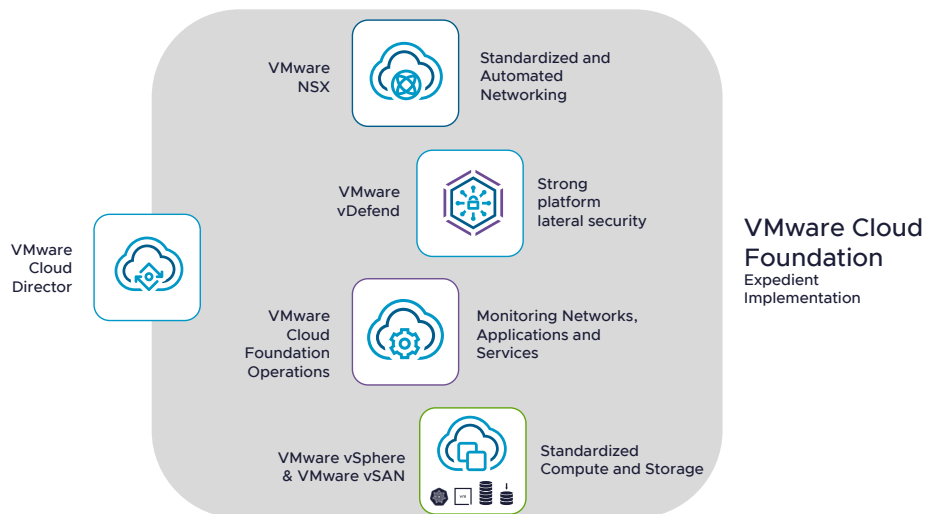 VMware
NSX
Standardized and
Automated
Networking
VMware
vDefend
Strong
platform
lateral security
VMware
Cloud
Director
VMware Cloud
Foundation
Expedient
Implementation
VMware
Cloud
Foundation
Operations
Monitoring Networks,
Applications and
Services
VMware vSphere
& VMware vSAN
Standardized
Compute and Storage